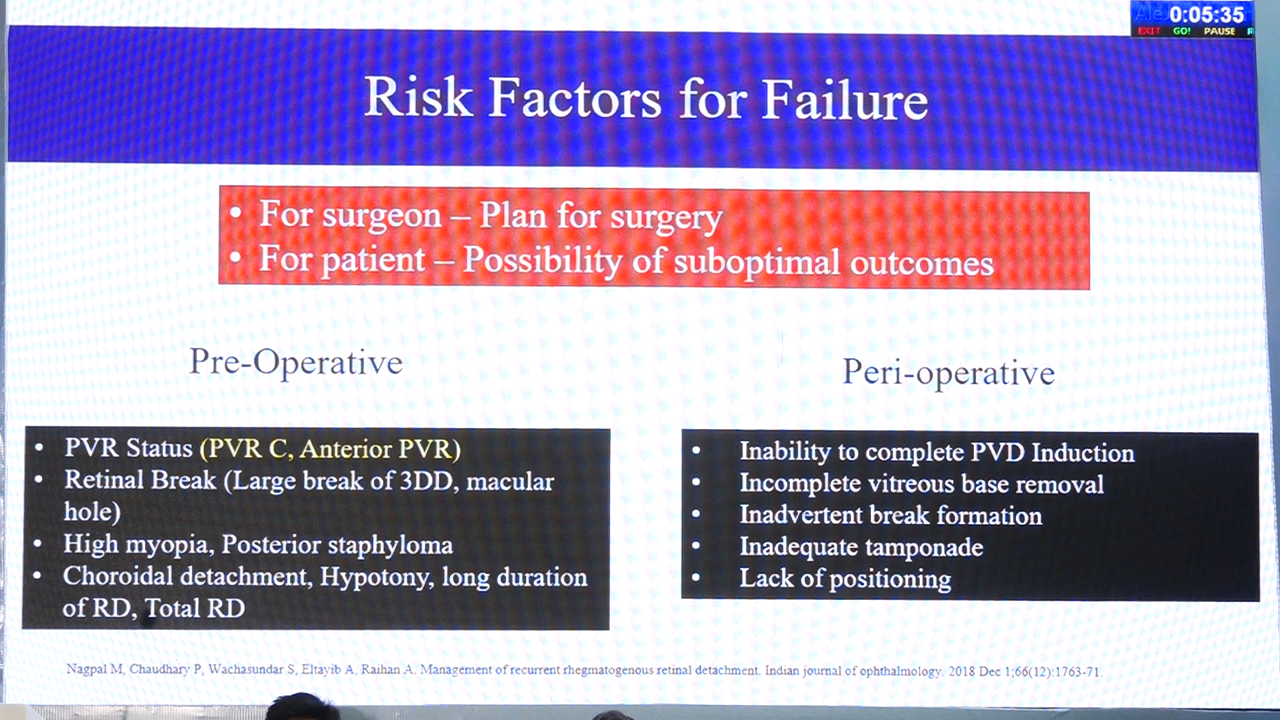 0:05:35
EXIT GO! PAUSE
Risk Factors for Failure
• For surgeon – Plan for surgery
• For patient – Possibility of suboptimal outcomes
Pre-Operative
• PVR Status (PVR C, Anterior PVR)
• Retinal Break (Large break of 3DD, macular
hole)
• High myopia, Posterior staphyloma
• Choroidal detachment, Hypotony, long duration
of RD, Total RD
Peri-operative
• Inability to complete PVD Induction
• Incomplete vitreous base removal
• Inadvertent break formation
• Inadequate tamponade
• Lack of positioning
Nagpal M, Chaudhary P, Wachasundar S, Eltayib A, Raihan A. Management of recurrent rhegmatogenous retinal detachment. Indian journal of ophthalmology. 2018 Dec 1;66(12):1763-71.